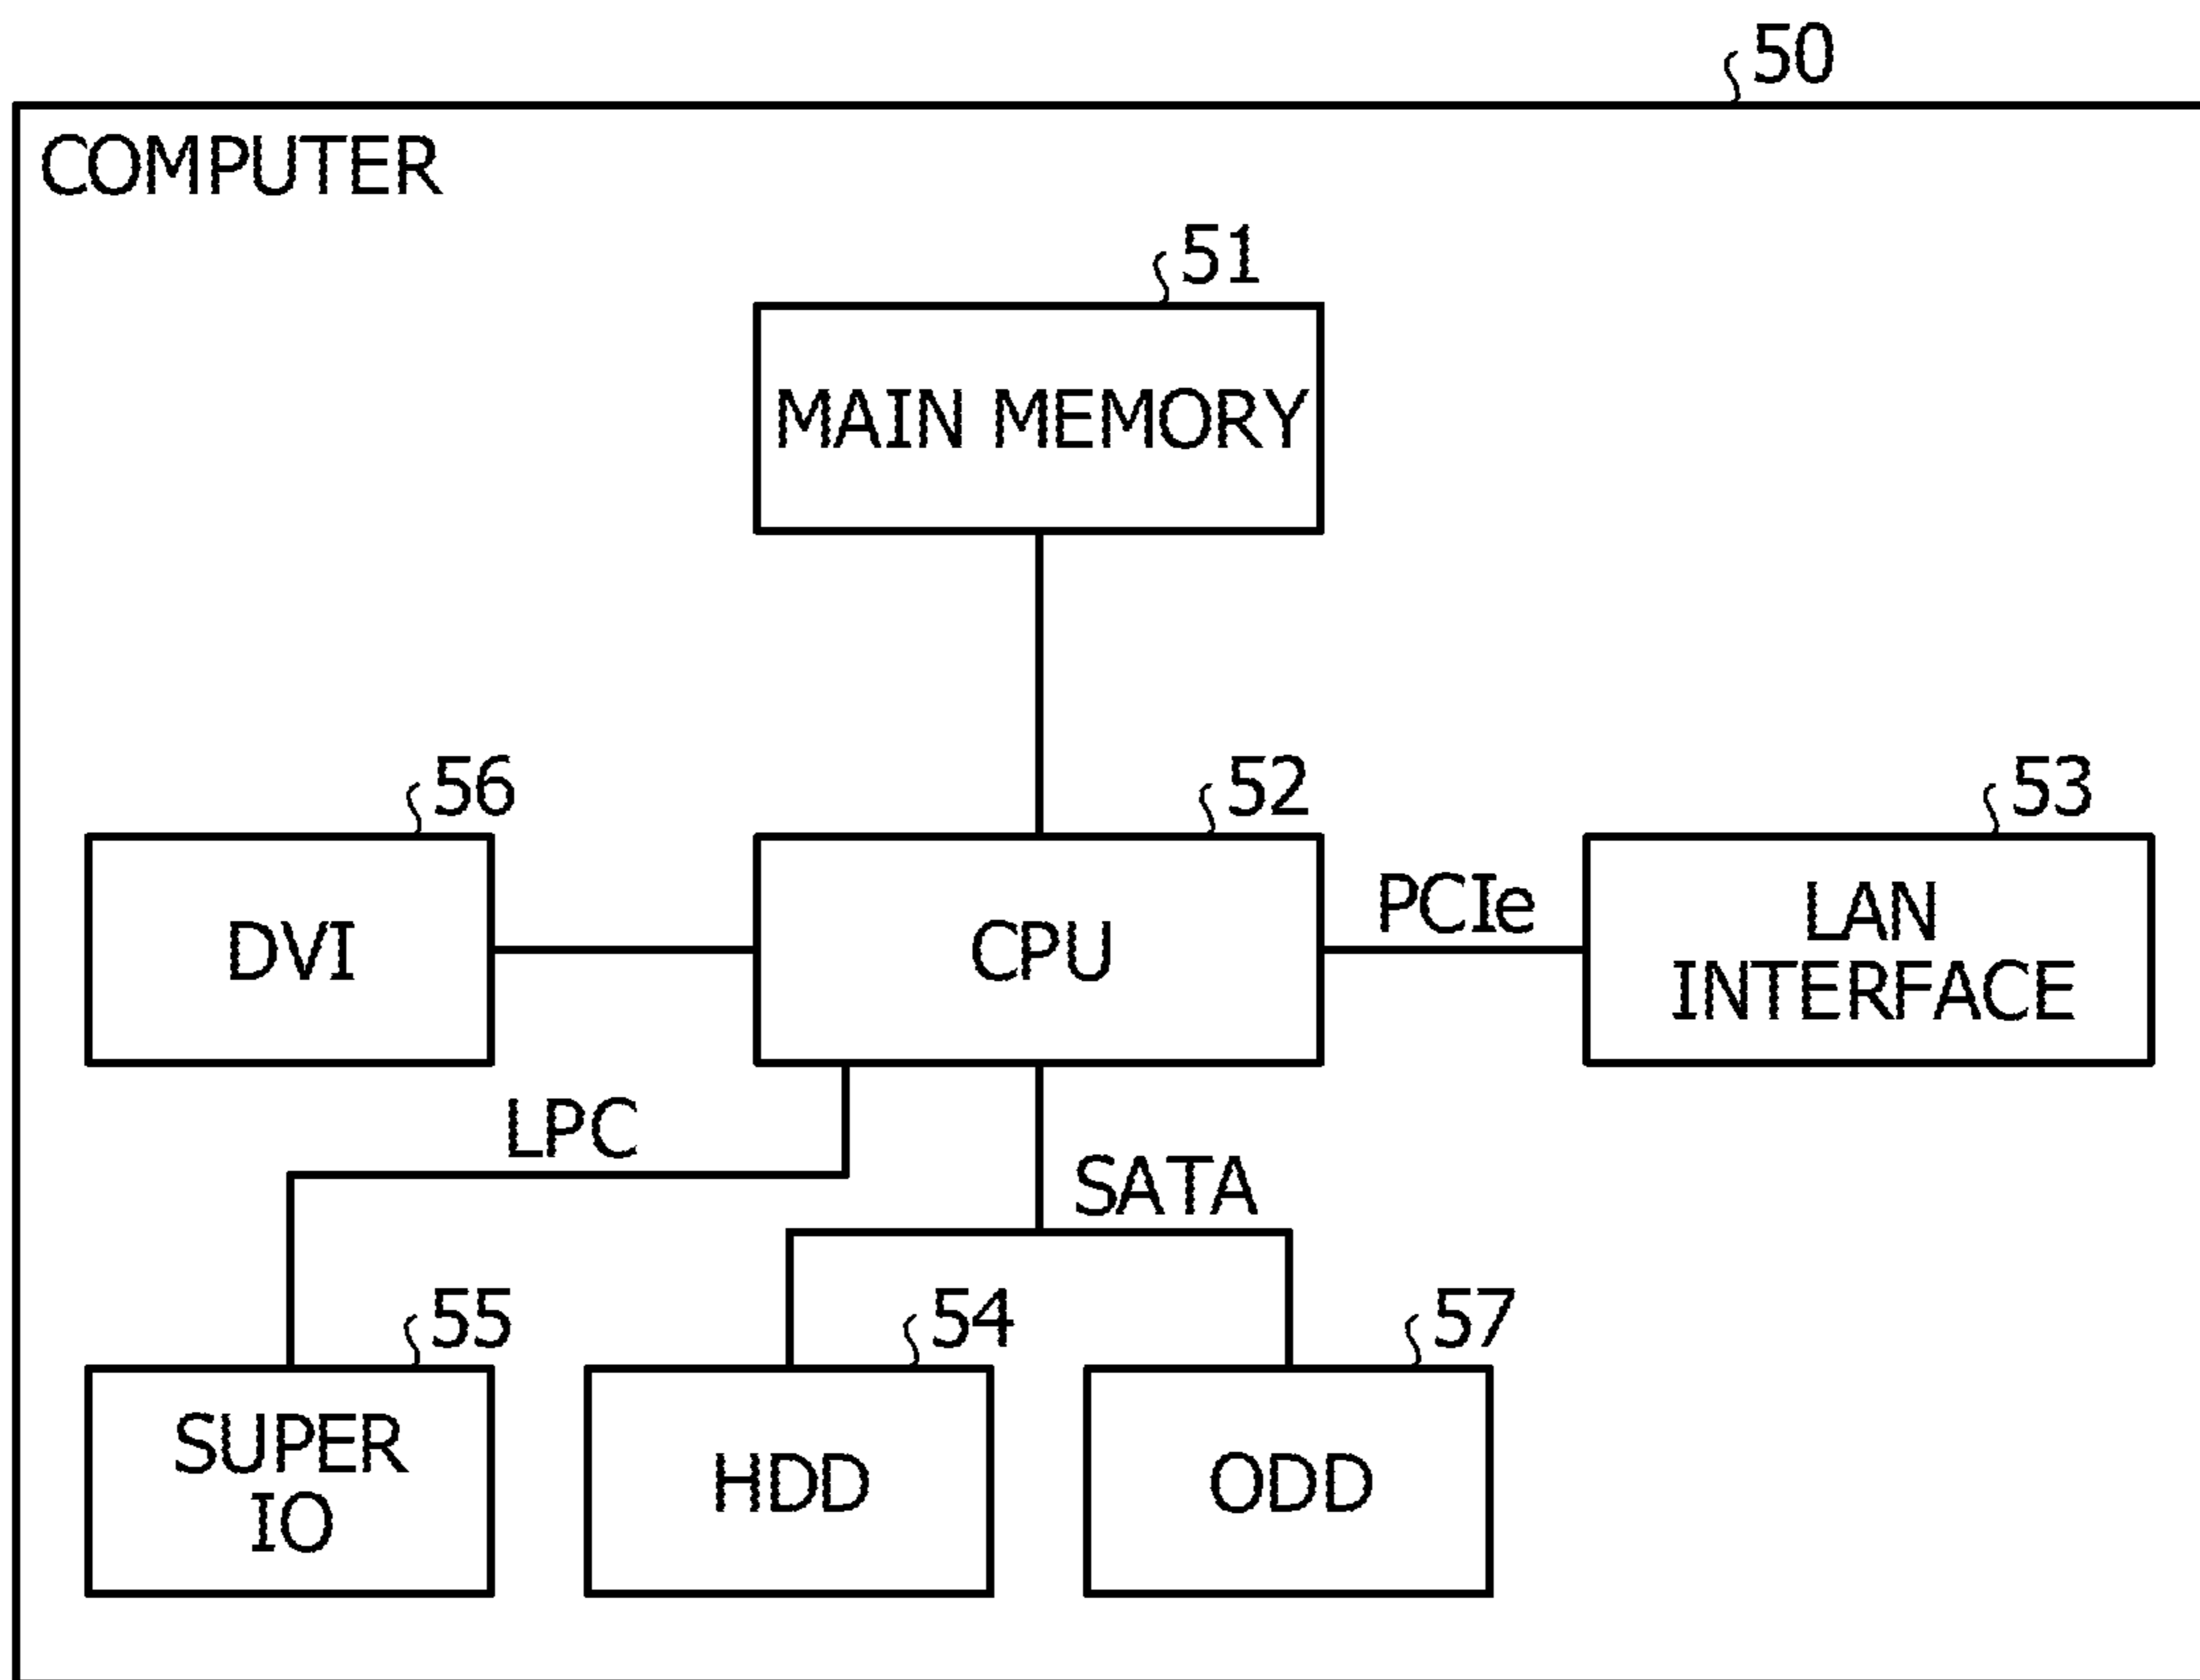 50
COMPUTER
51
MAIN MEMORY
56
52
53
DVI
CPU
PCIe
LAN
INTERFACE
LPC
SATA
55
54
57
SUPER
IO
HDD
ODD